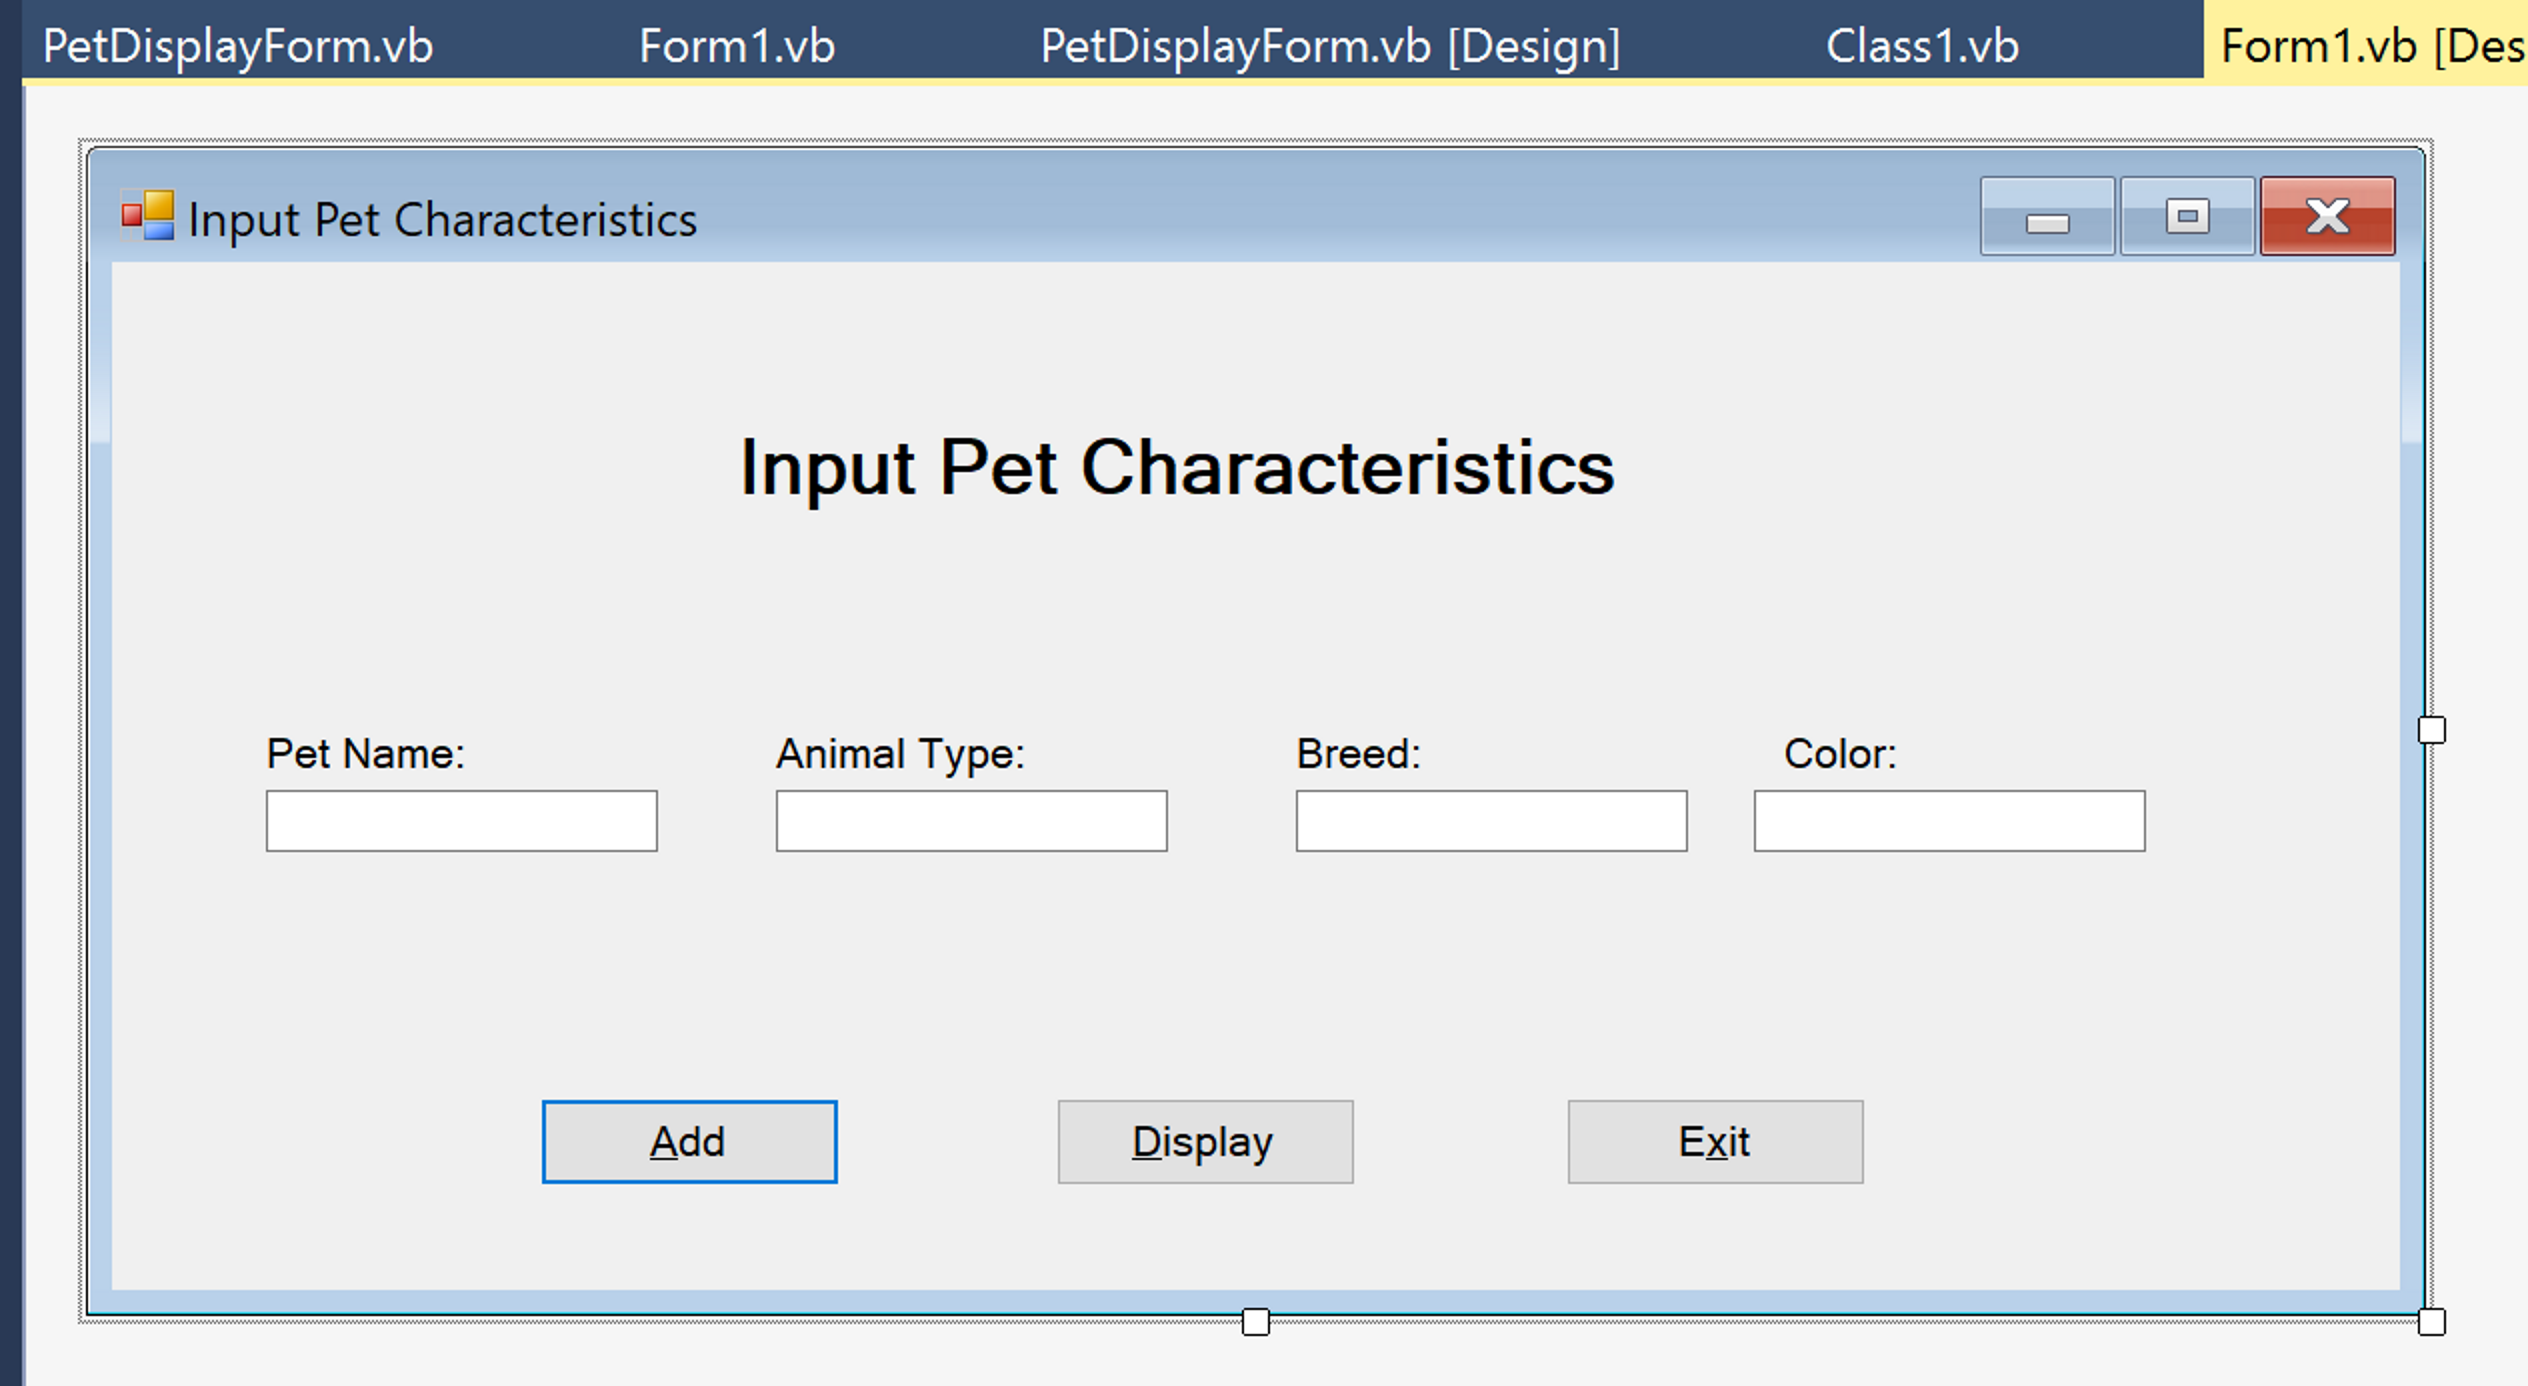 PetDisplayForm.vb Form1.vb PetDisplayForm.vb [Design] Class1.vb Form1.vb [Des
Input Pet Characteristics
Input Pet Characteristics
Pet Name: Animal Type: Breed: Color:
Add Display Exit